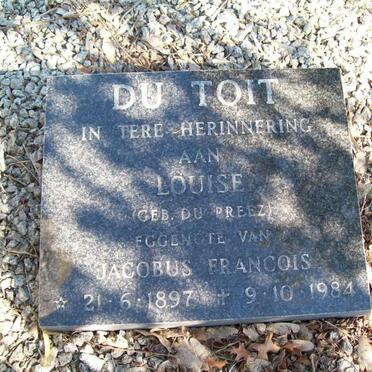 DU TOIT
IN TERE HERINNERING
AAN
LOUISE
(GEB. DU PREEZ)
EGGENOTE VAN
JACOBUS FRANCOIS
☆ 21·6·1897 + 9·10·1984